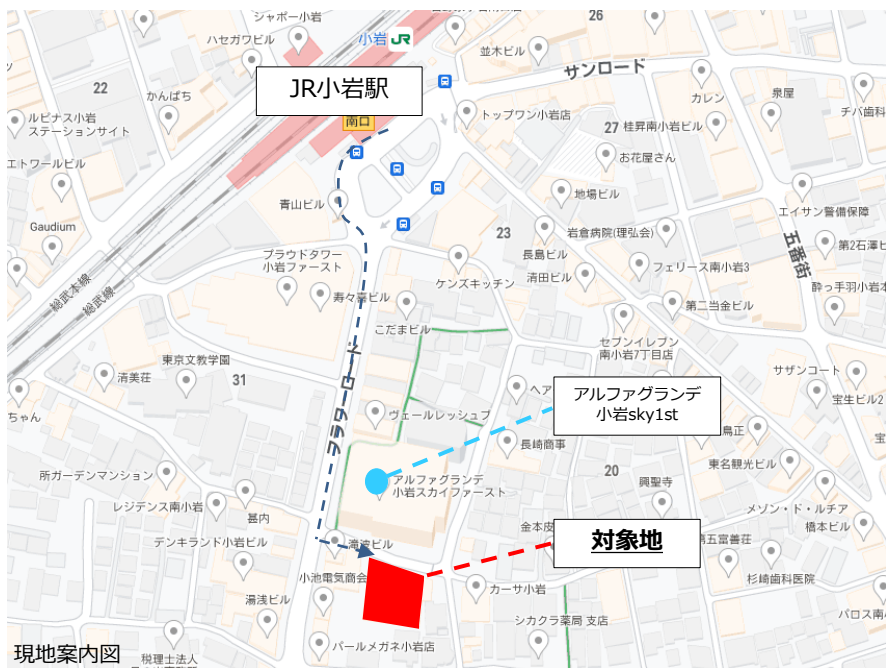 シャポー小岩
ハセガワビル
小岩 JR
並木ビル
26
サンロード
JR小岩駅
22
かんぱち
ルピナス小岩
ステーションサイト
南口
トップワン小岩店
カレン
泉屋
チバ歯科
27
桂昇南小岩ビル
お花屋さん
エトワールビル
地場ビル
青山ビル
エイサン警備保障
Gaudium
23
岩倉病院(理弘会)
長島ビル
五番街
第2石澤ビ
プラウドタワー
小岩ファースト
ケンズキッチン
清田ビル
フェリース南小岩3
酔っ手羽小岩本
総武本線
総武線
寿々喜ビル
こだまビル
第二当金ビル
セブン-イレブン
南小岩7丁目店
フラワーロード
東京文教学園
清美荘
31
サザンコート
ちゃん
ヘア
アルファグランデ
小岩sky1st
宝生ビル2
ヴェールレッシュブ
長崎商事
鳥正
宝
東名観光ビル
所ガーデンマンション
アルファグランデ
小岩スカイファースト
20
興聖寺
レジデンス南小岩
甚内
メゾン・ド・ルチア
橋本ビル
デンキランド小岩ビル
滝波ビル
金本皮
対象地
第五富善荘
小池電気商会
カーサ小岩
杉崎歯科医院
湯浅ビル
シカクラ薬局 支店
パロス南小
パールメガネ小岩店
現地案内図
税理士法人